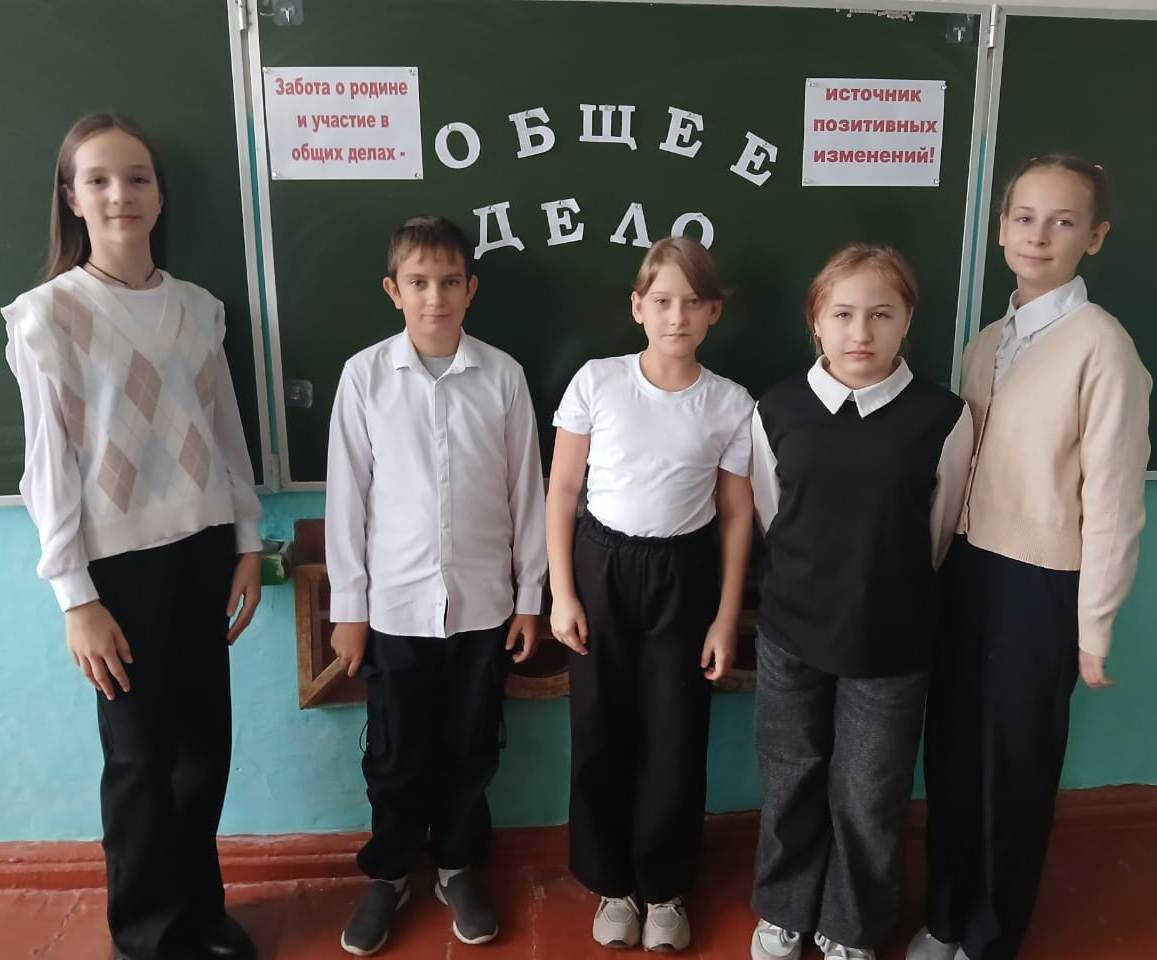 Забота о родине
и участие в
общих делах -
ОБЩЕЕ
ДЕЛО
источник
позитивных
изменений!